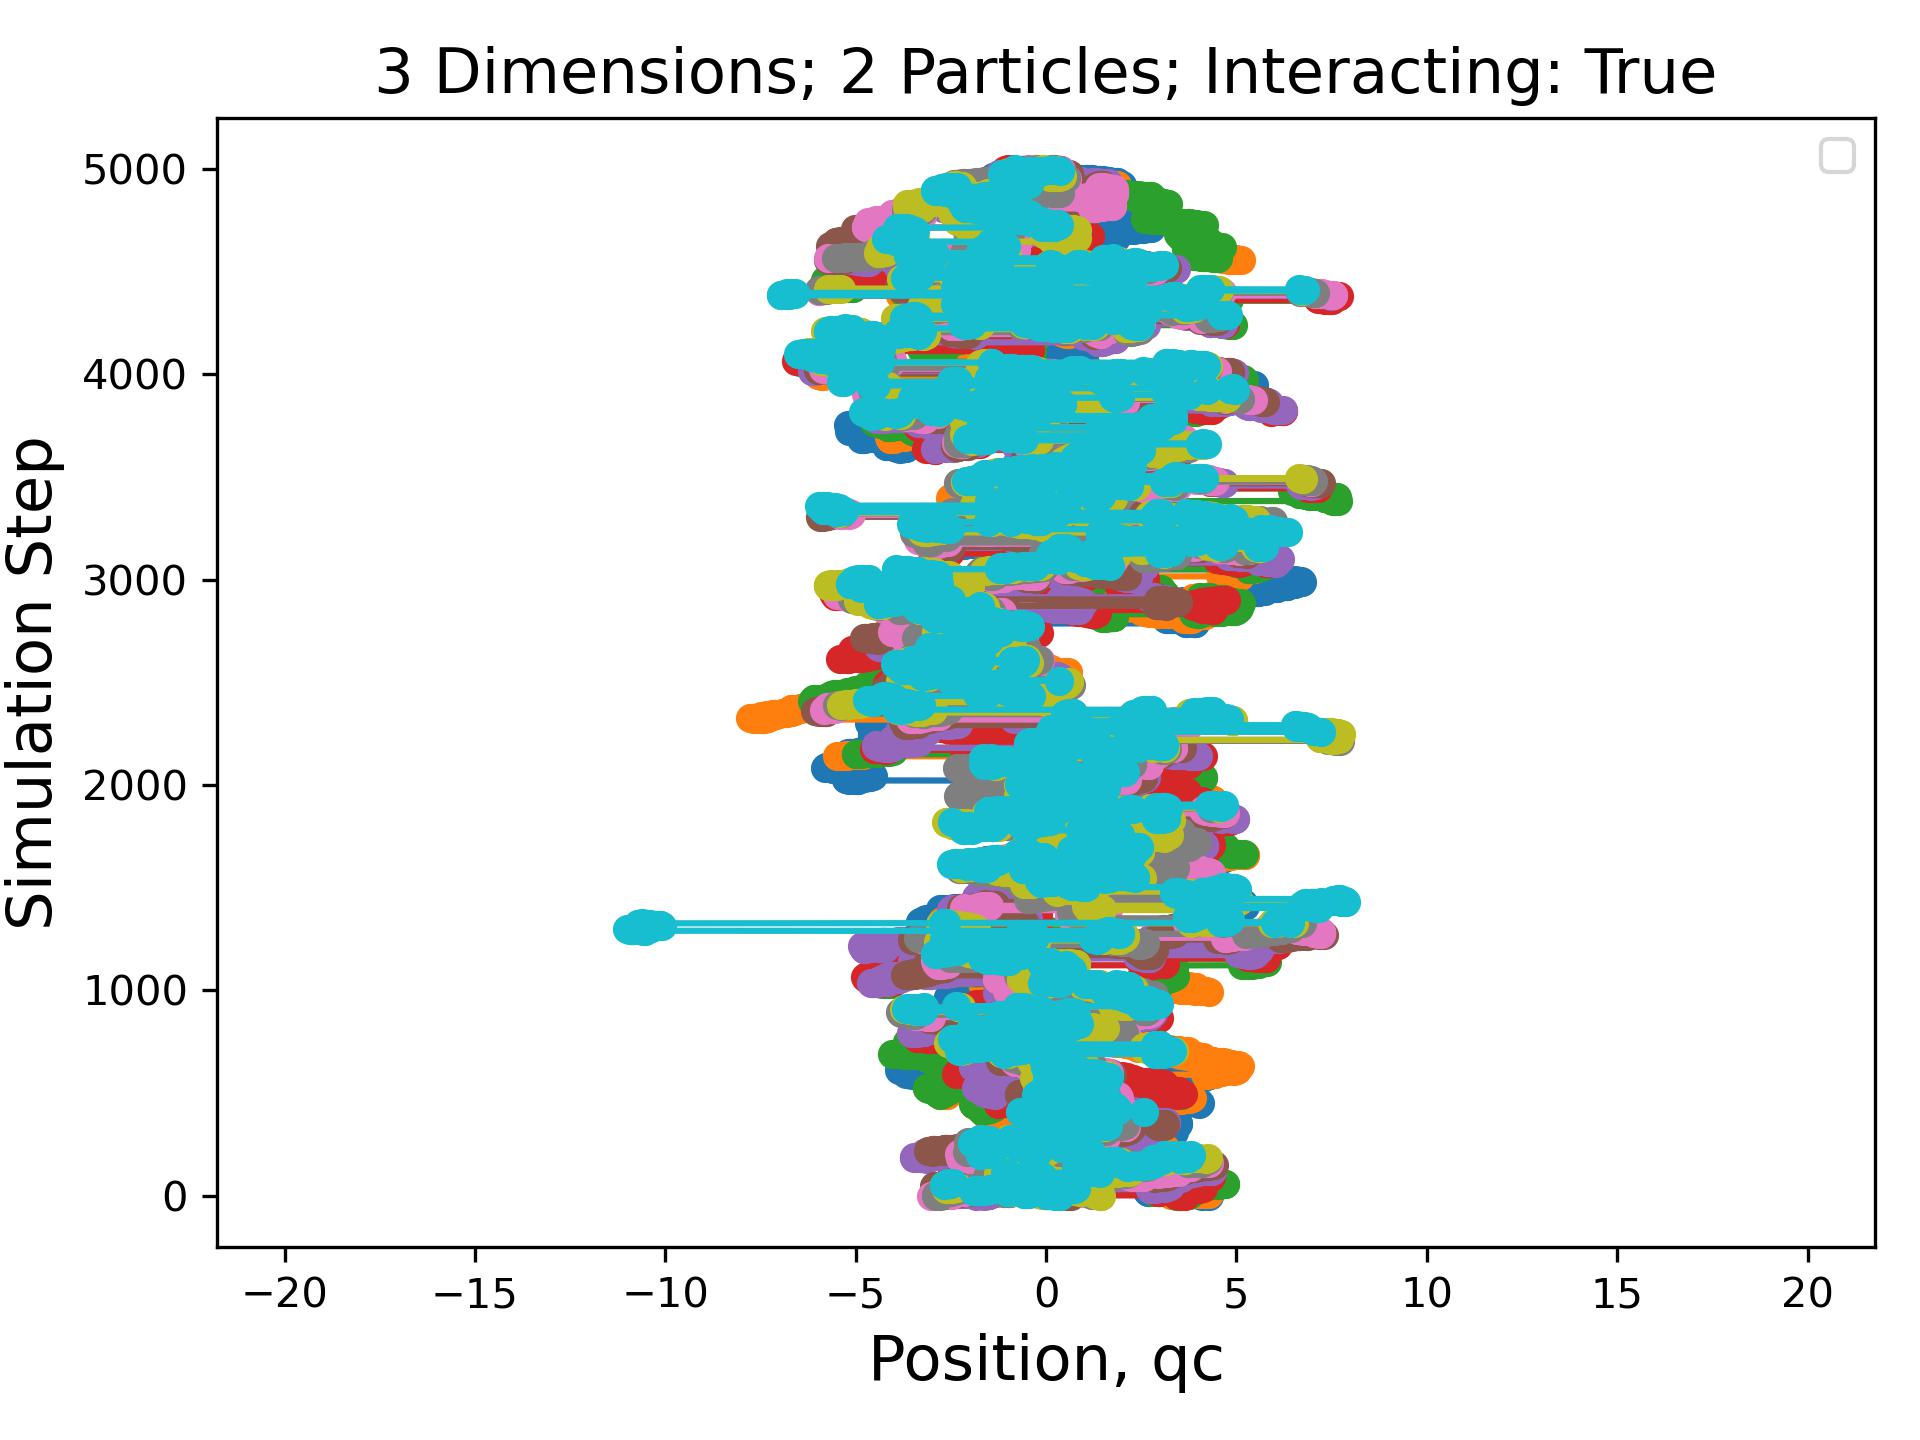 3 Dimensions; 2 Particles; Interacting: True
Simulation Step
5000
4000
3000
2000
1000
0
−20 −15 −10 −5 0 5 10 15 20
Position, qc